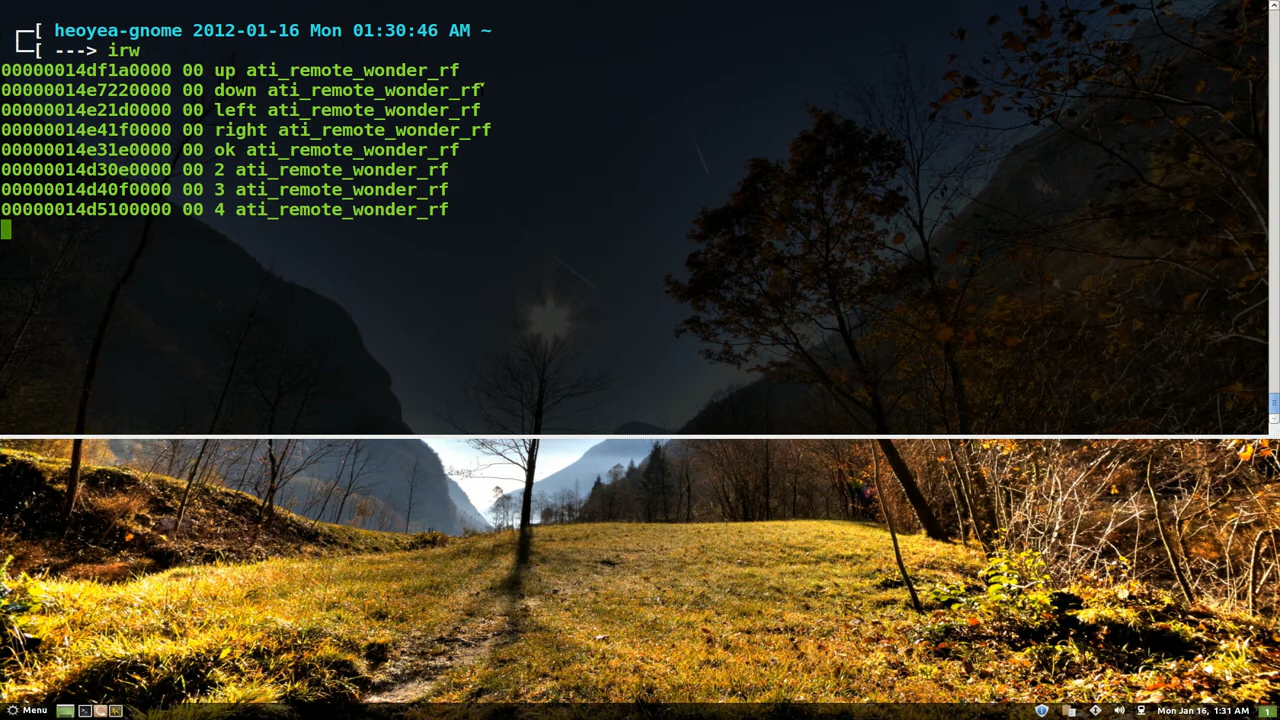 ┌─[ heoyea-gnome 2012-01-16 Mon 01:30:46 AM ~
└─[ ---> irw
00000014df1a0000 00 up ati_remote_wonder_rf
00000014e7220000 00 down ati_remote_wonder_rf
00000014e21d0000 00 left ati_remote_wonder_rf
00000014e41f0000 00 right ati_remote_wonder_rf
00000014e31e0000 00 ok ati_remote_wonder_rf
00000014d30e0000 00 2 ati_remote_wonder_rf
00000014d40f0000 00 3 ati_remote_wonder_rf
00000014d5100000 00 4 ati_remote_wonder_rf
Menu Mon Jan 16, 1:31 AM 1